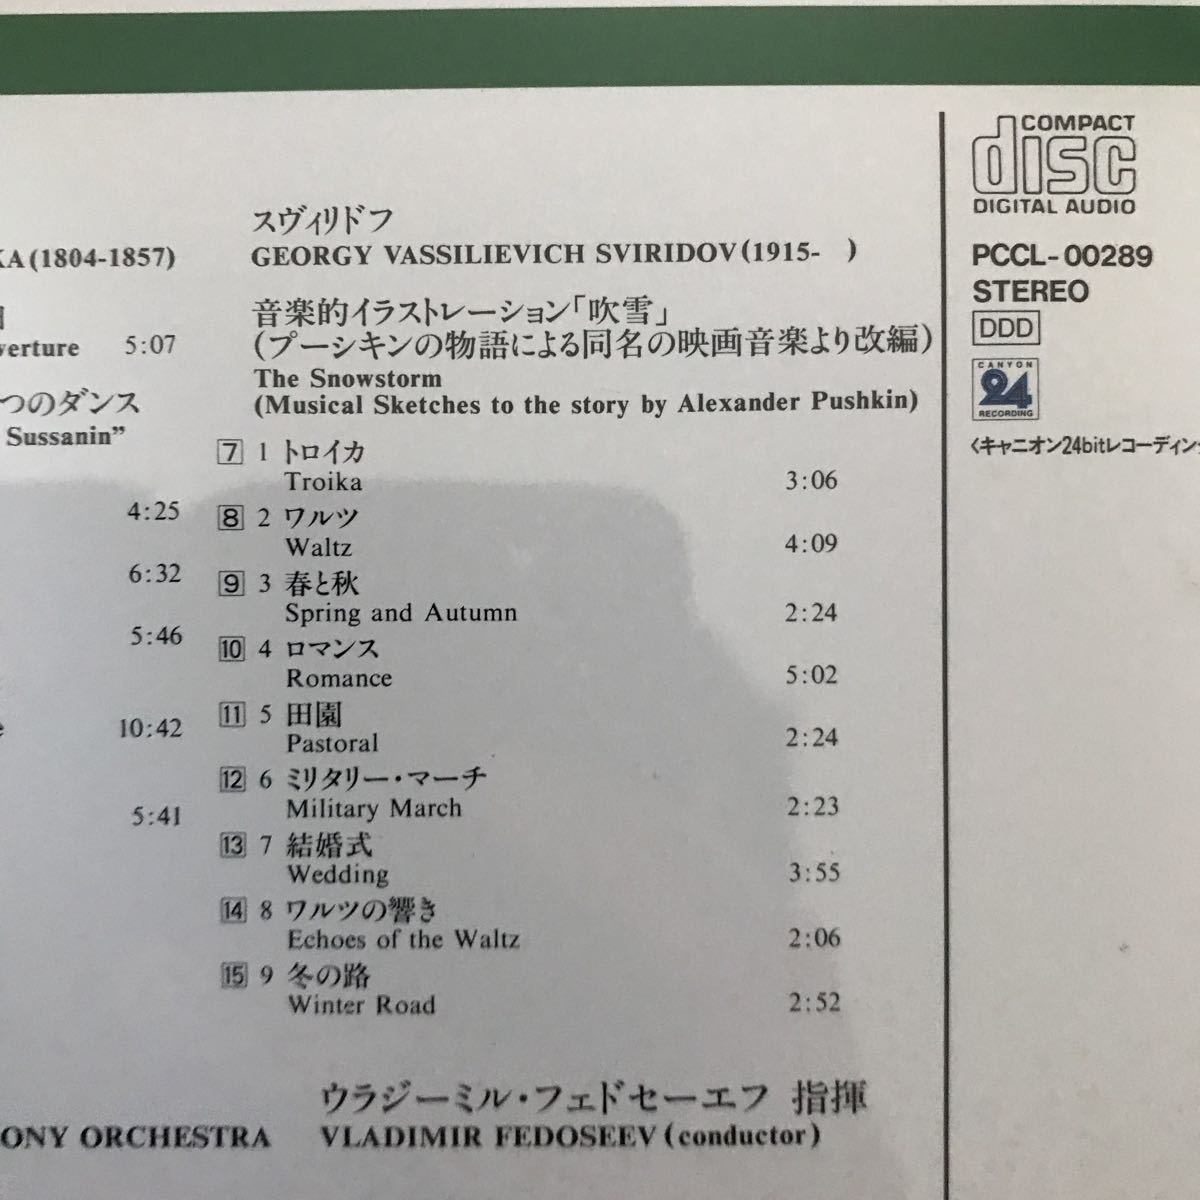 KA(1804-1857)
verture 5:07
つのダンス
Sussanin”
4:25
6:32
5:46
10:42
5:41
スヴィリドフ
GEORGY VASSILIEVICH SVIRIDOV(1915- )
音楽的イラストレーション「吹雪」
(プーシキンの物語による同名の映画音楽より改編)
The Snowstorm
(Musical Sketches to the story by Alexander Pushkin)
7 1 トロイカ
Troika 3:06
8 2 ワルツ
Waltz 4:09
9 3 春と秋
Spring and Autumn 2:24
10 4 ロマンス
Romance 5:02
11 5 田園
Pastoral 2:24
12 6 ミリタリー・マーチ
Military March 2:23
13 7 結婚式
Wedding 3:55
14 8 ワルツの響き
Echoes of the Waltz 2:06
15 9 冬の路
Winter Road 2:52
ウラジーミル・フェドセーエフ 指揮
ONY ORCHESTRA VLADIMIR FEDOSEEV(conductor)
COMPACT
disc
DIGITAL AUDIO
PCCL-00289
STEREO
DDD
CANYON
24
RECORDING
〈キャニオン24bitレコーディン